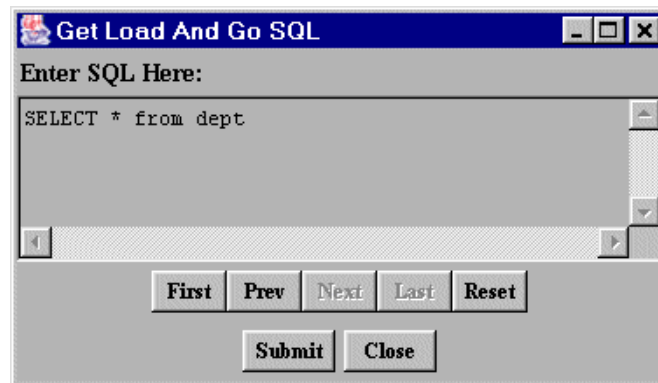 Get Load And Go SQL
Enter SQL Here:
SELECT * from dept
First Prev Next Last Reset
Submit Close